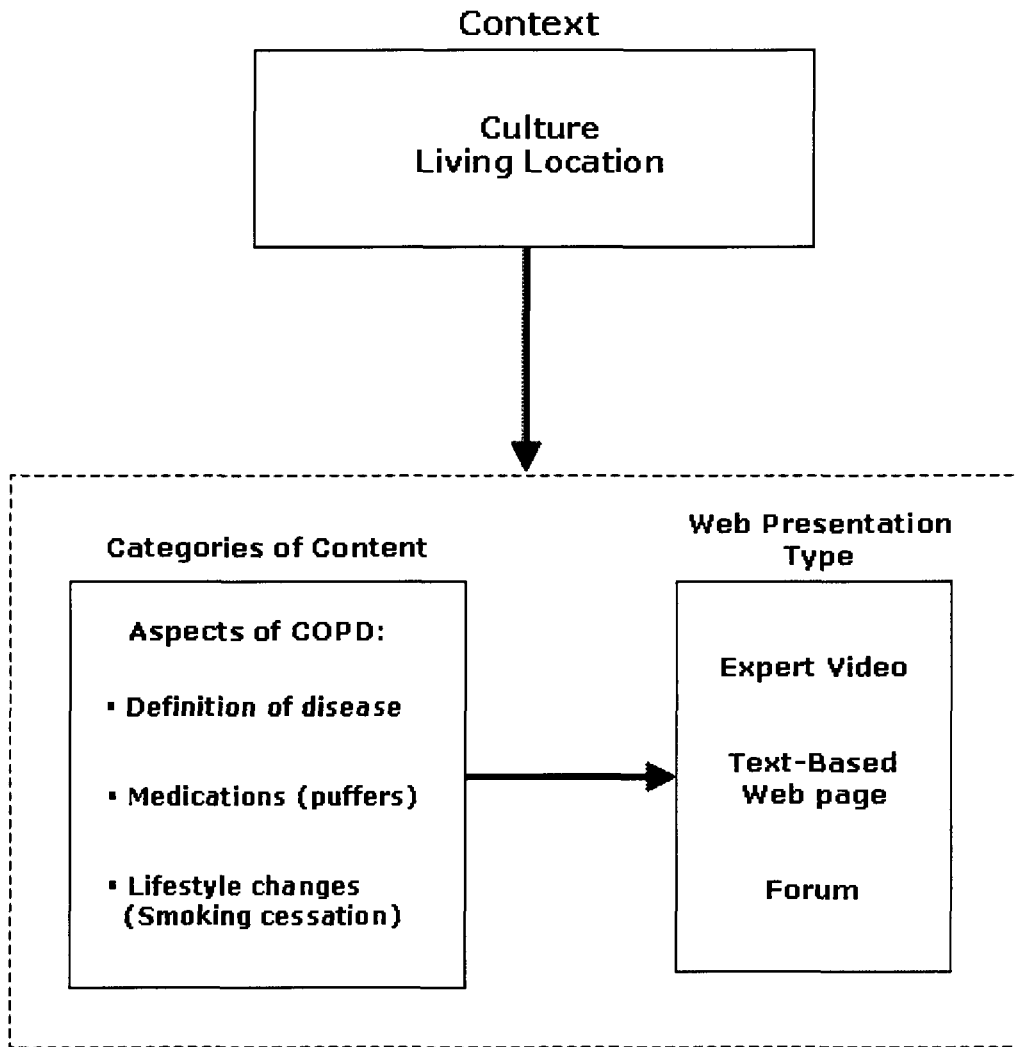 Context
Culture
Living Location
Categories of Content
Aspects of COPD:
▪ Definition of disease
▪ Medications (puffers)
▪ Lifestyle changes
(Smoking cessation)
Web Presentation
Type
Expert Video
Text-Based
Web page
Forum